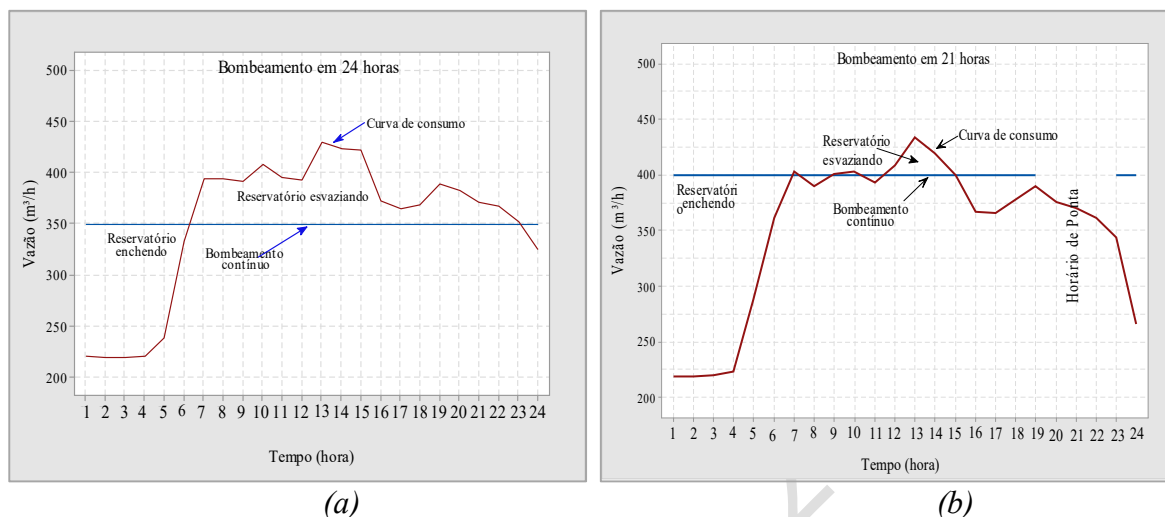 Bombeamento em 24 horas
500
450
400
350
300
250
200
Vazão (m³/h)
Curva de consumo
Reservatório esvaziando
Reservatório
enchendo
Bombeamento
contínuo
1 2 3 4 5 6 7 8 9 10 11 12 13 14 15 16 17 18 19 20 21 22 23 24
Tempo (hora)
(a)
Bombeamento em 21 horas
500
450
400
350
300
250
200
Vazão (m³/h)
Reservatório
esvaziando
Curva de consumo
Reservatóri
o
enchendo
Bombeamento
contínuo
Horário de Ponta
1 2 3 4 5 6 7 8 9 10 11 12 13 14 15 16 17 18 19 20 21 22 23 24
Tempo (hora)
(b)